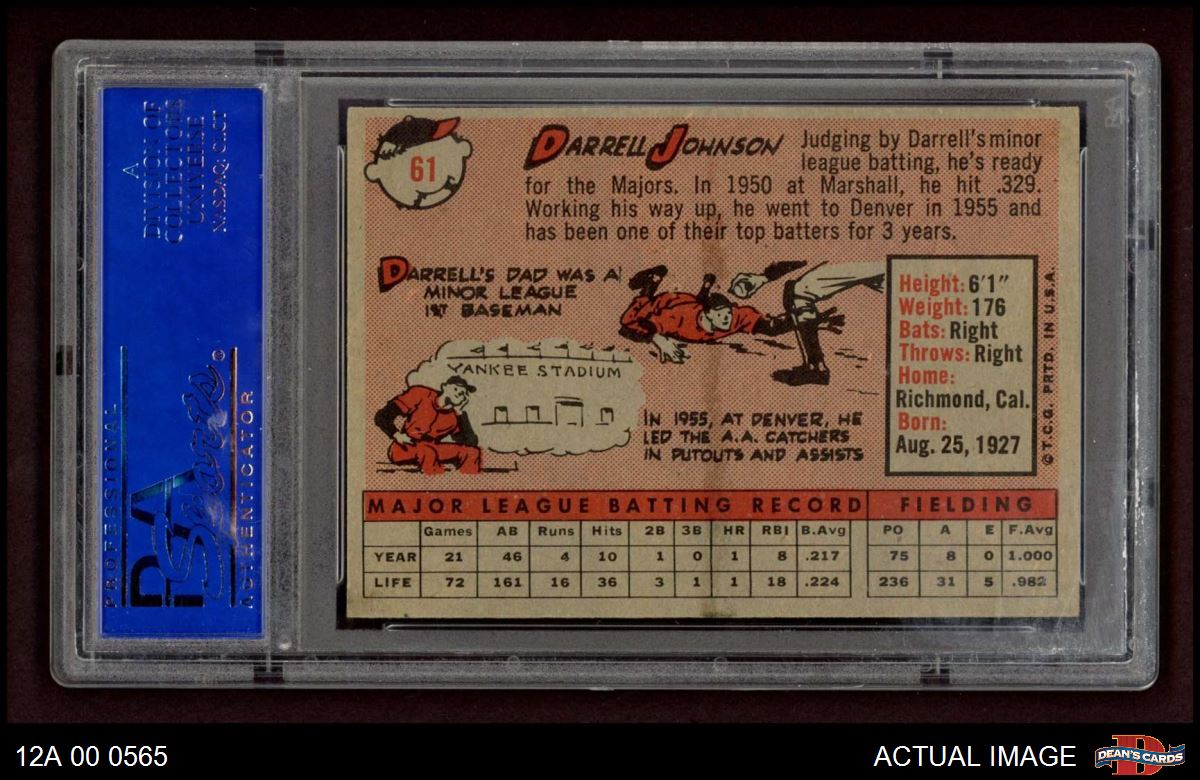 A
DIVISION OF
COLLECTORS
UNIVERSE
NASDAQ: CLCT
PROFESSIONAL
PSA
Sports
®
AUTHENTICATOR
61
DARRELL JOHNSON
Judging by Darrell's minor
league batting, he's ready
for the Majors. In 1950 at Marshall, he hit .329.
Working his way up, he went to Denver in 1955 and
has been one of their top batters for 3 years.
DARRELL'S DAD WAS A
MINOR LEAGUE
1ST BASEMAN
YANKEE STADIUM
IN 1955, AT DENVER, HE
LED THE A.A. CATCHERS
IN PUTOUTS AND ASSISTS
Height: 6'1"
Weight: 176
Bats: Right
Throws: Right
Home:
Richmond, Cal.
Born:
Aug. 25, 1927
© T.C.G. PRTD. IN U.S.A.
MAJOR LEAGUE BATTING RECORD FIELDING
Games AB Runs Hits 2B 3B HR RBI B.Avg PO A E F.Avg
YEAR 21 46 4 10 1 0 1 8 .217 75 8 0 1.000
LIFE 72 161 16 36 3 1 1 18 .224 236 31 5 .982
12A 00 0565
ACTUAL IMAGE
DEAN'S CARDS